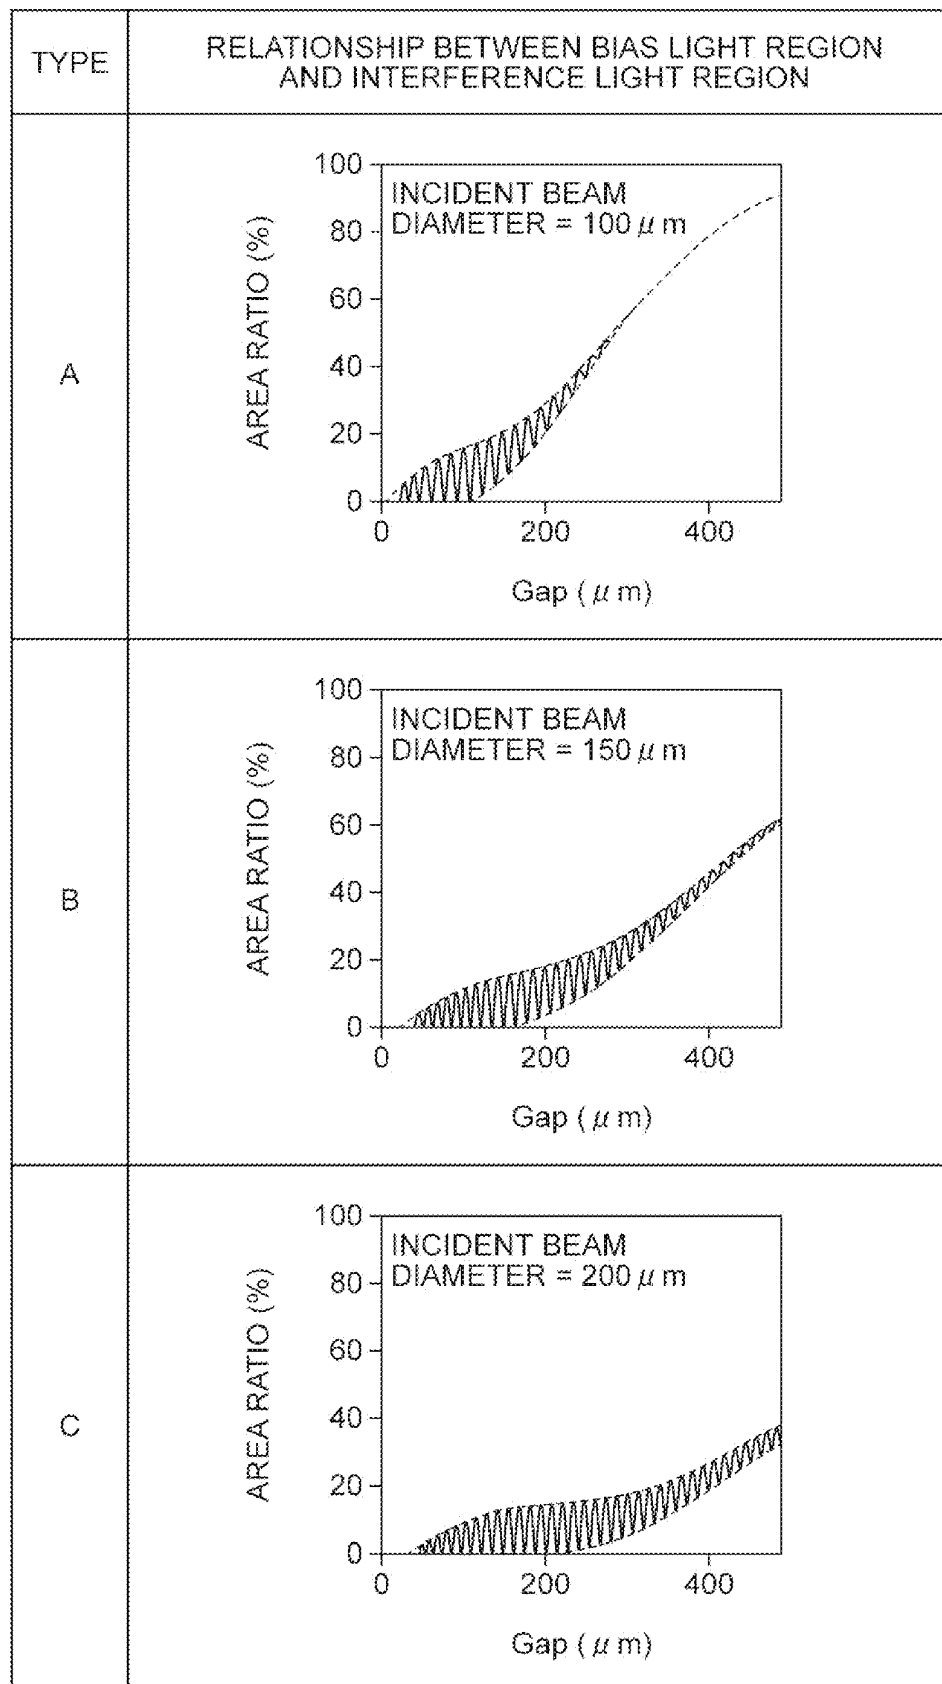 TYPE
RELATIONSHIP BETWEEN BIAS LIGHT REGION
AND INTERFERENCE LIGHT REGION
A
AREA RATIO (%)
100
80
60
40
20
0
INCIDENT BEAM
DIAMETER = 100 μm
0 200 400
Gap (μm)
B
AREA RATIO (%)
100
80
60
40
20
0
INCIDENT BEAM
DIAMETER = 150 μm
0 200 400
Gap (μm)
C
AREA RATIO (%)
100
80
60
40
20
0
INCIDENT BEAM
DIAMETER = 200 μm
0 200 400
Gap (μm)